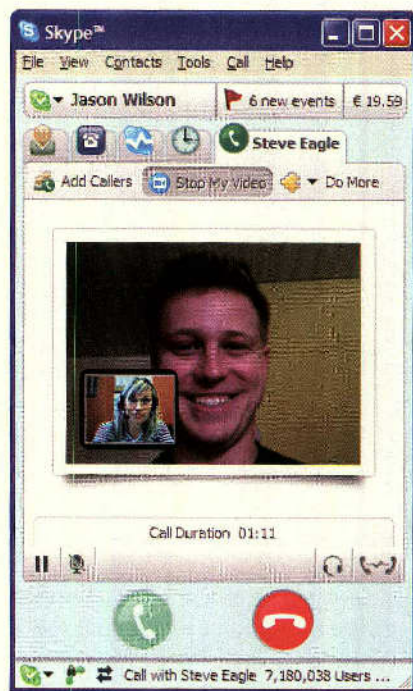 Skype™
File View Contacts Tools Call Help
Jason Wilson 6 new events € 19.59
Steve Eagle
Add Callers Stop My Video Do More
Call Duration 01:11
Call with Steve Eagle 7,180,038 Users ...